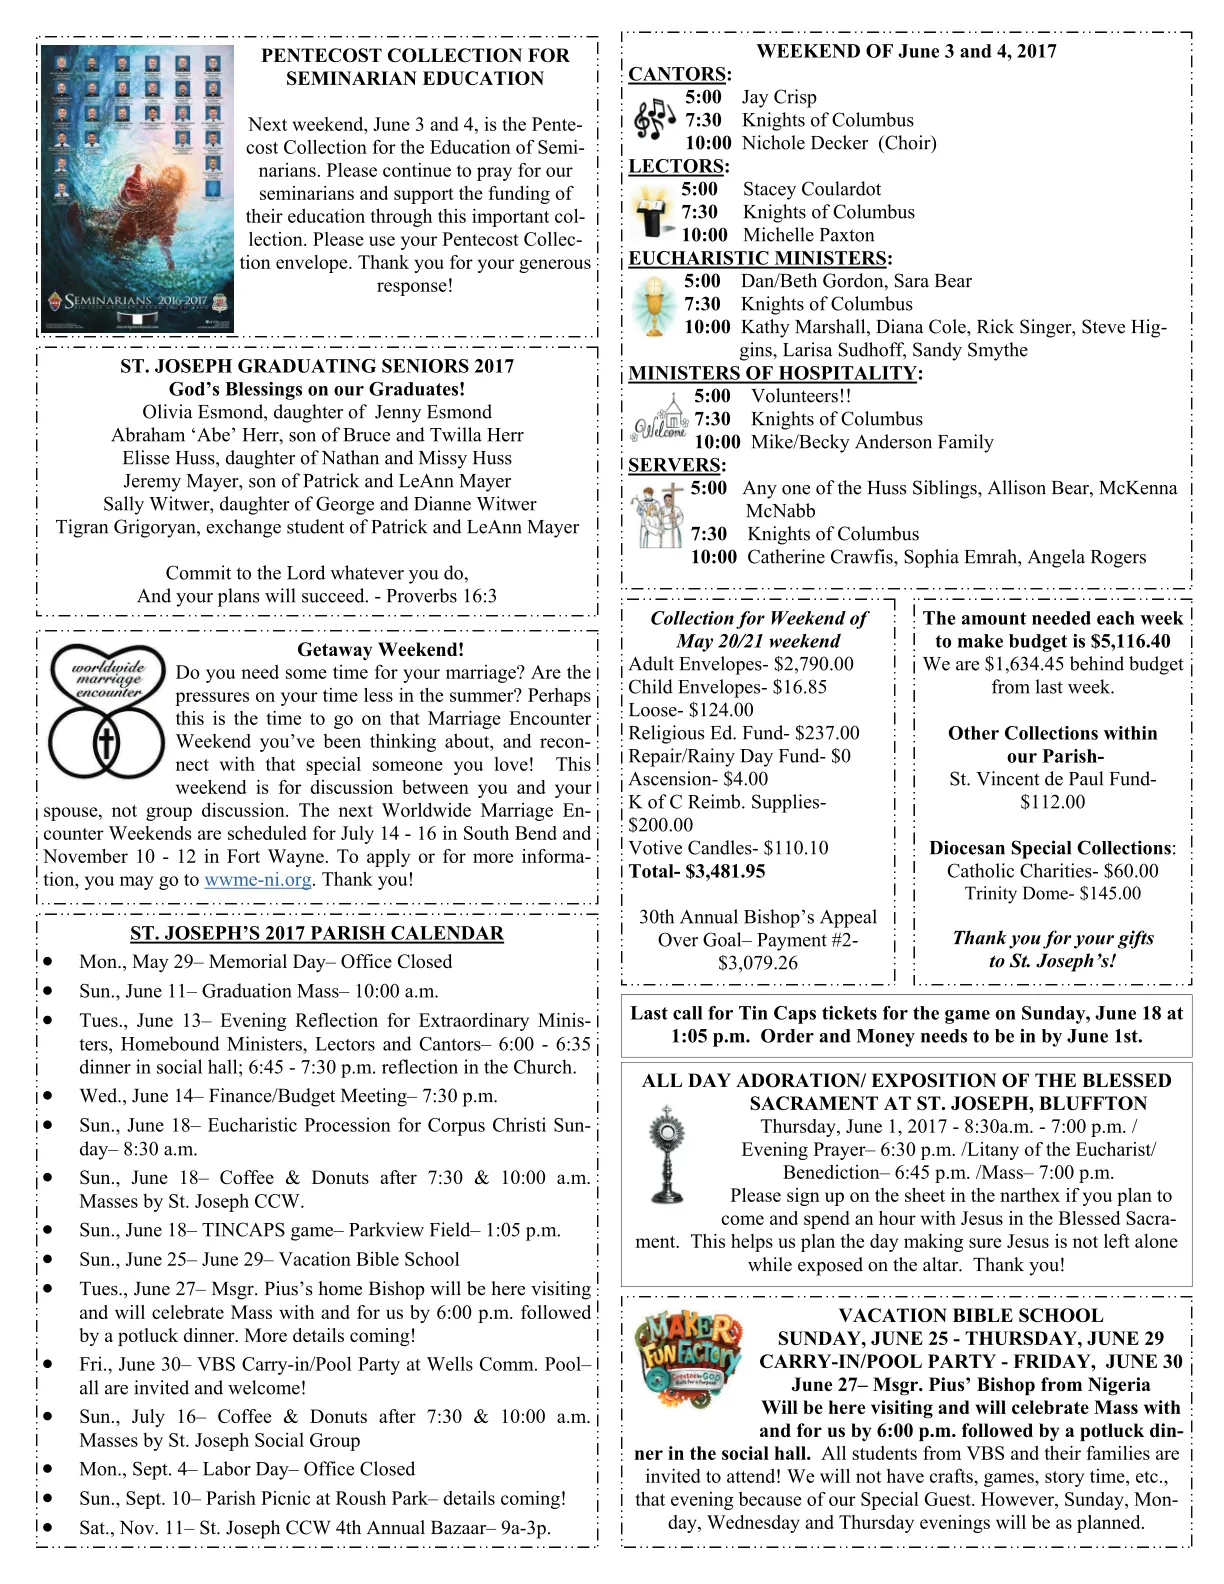 PENTECOST COLLECTION FOR
SEMINARIAN EDUCATION
Next weekend, June 3 and 4, is the Pente-
cost Collection for the Education of Semi-
narians. Please continue to pray for our
seminarians and support the funding of
their education through this important col-
lection. Please use your Pentecost Collec-
tion envelope. Thank you for your generous
response!
SEMINARIANS 2016-2017
ST. JOSEPH GRADUATING SENIORS 2017
God's Blessings on our Graduates!
Olivia Esmond, daughter of Jenny Esmond
Abraham 'Abe' Herr, son of Bruce and Twilla Herr
Elisse Huss, daughter of Nathan and Missy Huss
Jeremy Mayer, son of Patrick and LeAnn Mayer
Sally Witwer, daughter of George and Dianne Witwer
Tigran Grigoryan, exchange student of Patrick and LeAnn Mayer
Commit to the Lord whatever you do,
And your plans will succeed. - Proverbs 16:3
worldwide
marriage
encounter
Getaway Weekend!
Do you need some time for your marriage? Are the
pressures on your time less in the summer? Perhaps
this is the time to go on that Marriage Encounter
Weekend you've been thinking about, and recon-
nect with that special someone you love! This
weekend is for discussion between you and your
spouse, not group discussion. The next Worldwide Marriage En-
counter Weekends are scheduled for July 14 - 16 in South Bend and
November 10 - 12 in Fort Wayne. To apply or for more informa-
tion, you may go to wwme-ni.org. Thank you!
ST. JOSEPH'S 2017 PARISH CALENDAR
• Mon., May 29– Memorial Day– Office Closed
• Sun., June 11– Graduation Mass– 10:00 a.m.
• Tues., June 13– Evening Reflection for Extraordinary Minis-
ters, Homebound Ministers, Lectors and Cantors– 6:00 - 6:35
dinner in social hall; 6:45 - 7:30 p.m. reflection in the Church.
• Wed., June 14– Finance/Budget Meeting– 7:30 p.m.
• Sun., June 18– Eucharistic Procession for Corpus Christi Sun-
day– 8:30 a.m.
• Sun., June 18– Coffee & Donuts after 7:30 & 10:00 a.m.
Masses by St. Joseph CCW.
• Sun., June 18– TINCAPS game– Parkview Field– 1:05 p.m.
• Sun., June 25– June 29– Vacation Bible School
• Tues., June 27– Msgr. Pius's home Bishop will be here visiting
and will celebrate Mass with and for us by 6:00 p.m. followed
by a potluck dinner. More details coming!
• Fri., June 30– VBS Carry-in/Pool Party at Wells Comm. Pool–
all are invited and welcome!
• Sun., July 16– Coffee & Donuts after 7:30 & 10:00 a.m.
Masses by St. Joseph Social Group
• Mon., Sept. 4– Labor Day– Office Closed
• Sun., Sept. 10– Parish Picnic at Roush Park– details coming!
• Sat., Nov. 11– St. Joseph CCW 4th Annual Bazaar– 9a-3p.
WEEKEND OF June 3 and 4, 2017
CANTORS:
5:00 Jay Crisp
7:30 Knights of Columbus
10:00 Nichole Decker (Choir)
LECTORS:
5:00 Stacey Coulardot
7:30 Knights of Columbus
10:00 Michelle Paxton
EUCHARISTIC MINISTERS:
5:00 Dan/Beth Gordon, Sara Bear
7:30 Knights of Columbus
10:00 Kathy Marshall, Diana Cole, Rick Singer, Steve Hig-
gins, Larisa Sudhoff, Sandy Smythe
MINISTERS OF HOSPITALITY:
Welcome
5:00 Volunteers!!
7:30 Knights of Columbus
10:00 Mike/Becky Anderson Family
SERVERS:
5:00 Any one of the Huss Siblings, Allison Bear, McKenna
McNabb
7:30 Knights of Columbus
10:00 Catherine Crawfis, Sophia Emrah, Angela Rogers
Collection for Weekend of
May 20/21 weekend
Adult Envelopes- $2,790.00
Child Envelopes- $16.85
Loose- $124.00
Religious Ed. Fund- $237.00
Repair/Rainy Day Fund- $0
Ascension- $4.00
K of C Reimb. Supplies-
$200.00
Votive Candles- $110.10
Total- $3,481.95
30th Annual Bishop's Appeal
Over Goal– Payment #2-
$3,079.26
The amount needed each week
to make budget is $5,116.40
We are $1,634.45 behind budget
from last week.
Other Collections within
our Parish-
St. Vincent de Paul Fund-
$112.00
Diocesan Special Collections:
Catholic Charities- $60.00
Trinity Dome- $145.00
Thank you for your gifts
to St. Joseph's!
Last call for Tin Caps tickets for the game on Sunday, June 18 at
1:05 p.m. Order and Money needs to be in by June 1st.
ALL DAY ADORATION/ EXPOSITION OF THE BLESSED
SACRAMENT AT ST. JOSEPH, BLUFFTON
Thursday, June 1, 2017 - 8:30a.m. - 7:00 p.m. /
Evening Prayer– 6:30 p.m. /Litany of the Eucharist/
Benediction– 6:45 p.m. /Mass– 7:00 p.m.
Please sign up on the sheet in the narthex if you plan to
come and spend an hour with Jesus in the Blessed Sacra-
ment. This helps us plan the day making sure Jesus is not left alone
while exposed on the altar. Thank you!
MAKER
FUN FACTORY
Created by GOD
Built for a Purpose
VACATION BIBLE SCHOOL
SUNDAY, JUNE 25 - THURSDAY, JUNE 29
CARRY-IN/POOL PARTY - FRIDAY, JUNE 30
June 27– Msgr. Pius' Bishop from Nigeria
Will be here visiting and will celebrate Mass with
and for us by 6:00 p.m. followed by a potluck din-
ner in the social hall. All students from VBS and their families are
invited to attend! We will not have crafts, games, story time, etc.,
that evening because of our Special Guest. However, Sunday, Mon-
day, Wednesday and Thursday evenings will be as planned.